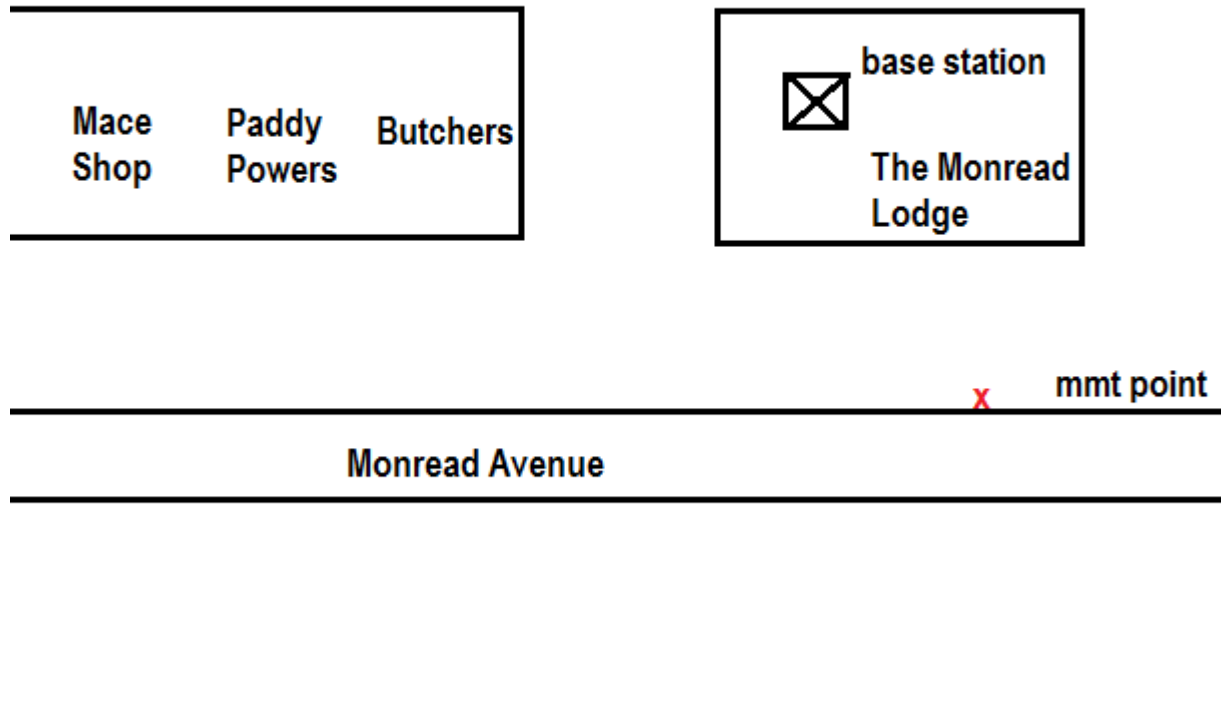 base station
Mace
Shop
Paddy
Powers
Butchers
The Monread
Lodge
x
mmt point
Monread Avenue